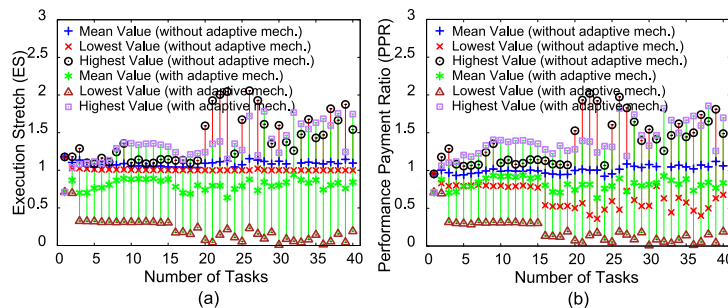 3
Mean Value (without adaptive mech.)
Lowest Value (without adaptive mech.)
2.5
Highest Value (without adaptive mech.)
Mean Value (with adaptive mech.)
2
Lowest Value (with adaptive mech.)
Highest Value (with adaptive mech.)
1.5
1
0.5
0
Execution Stretch (ES)
0 5 10 15 20 25 30 35 40
Number of Tasks
(a)
3
Mean Value (without adaptive mech.)
Lowest Value (without adaptive mech.)
2.5
Highest Value (without adaptive mech.)
Mean Value (with adaptive mech.)
2
Lowest Value (with adaptive mech.)
Highest Value (with adaptive mech.)
1.5
1
0.5
0
Performance Payment Ratio (PPR)
0 5 10 15 20 25 30 35 40
Number of Tasks
(b)